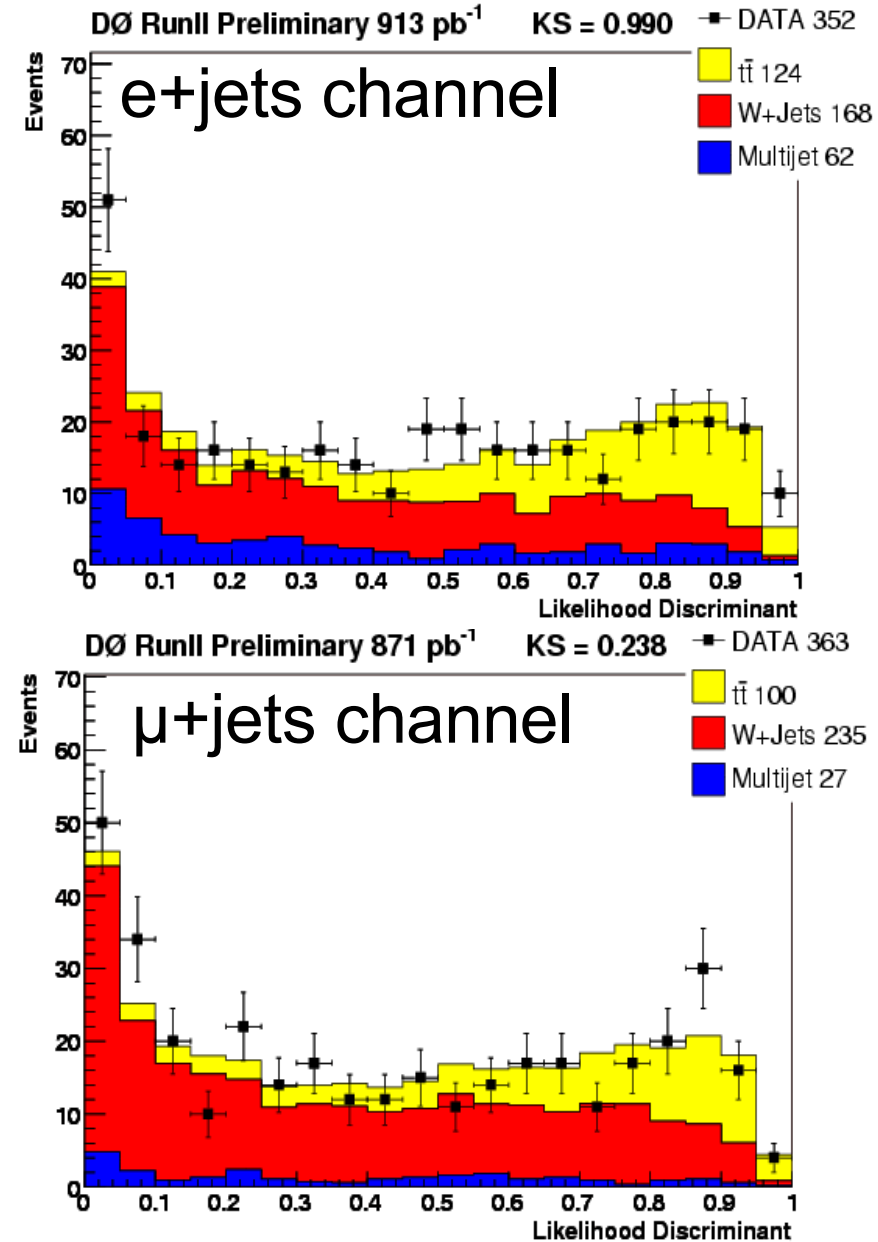 DØ RunII Preliminary 913 pb-1 KS = 0.990
DATA 352
tt̄ 124
W+Jets 168
Multijet 62
e+jets channel
Events
70
60
50
40
30
20
10
0
0 0.1 0.2 0.3 0.4 0.5 0.6 0.7 0.8 0.9 1
Likelihood Discriminant
DØ RunII Preliminary 871 pb-1 KS = 0.238
DATA 363
tt̄ 100
W+Jets 235
Multijet 27
μ+jets channel
Events
70
60
50
40
30
20
10
0
0 0.1 0.2 0.3 0.4 0.5 0.6 0.7 0.8 0.9 1
Likelihood Discriminant